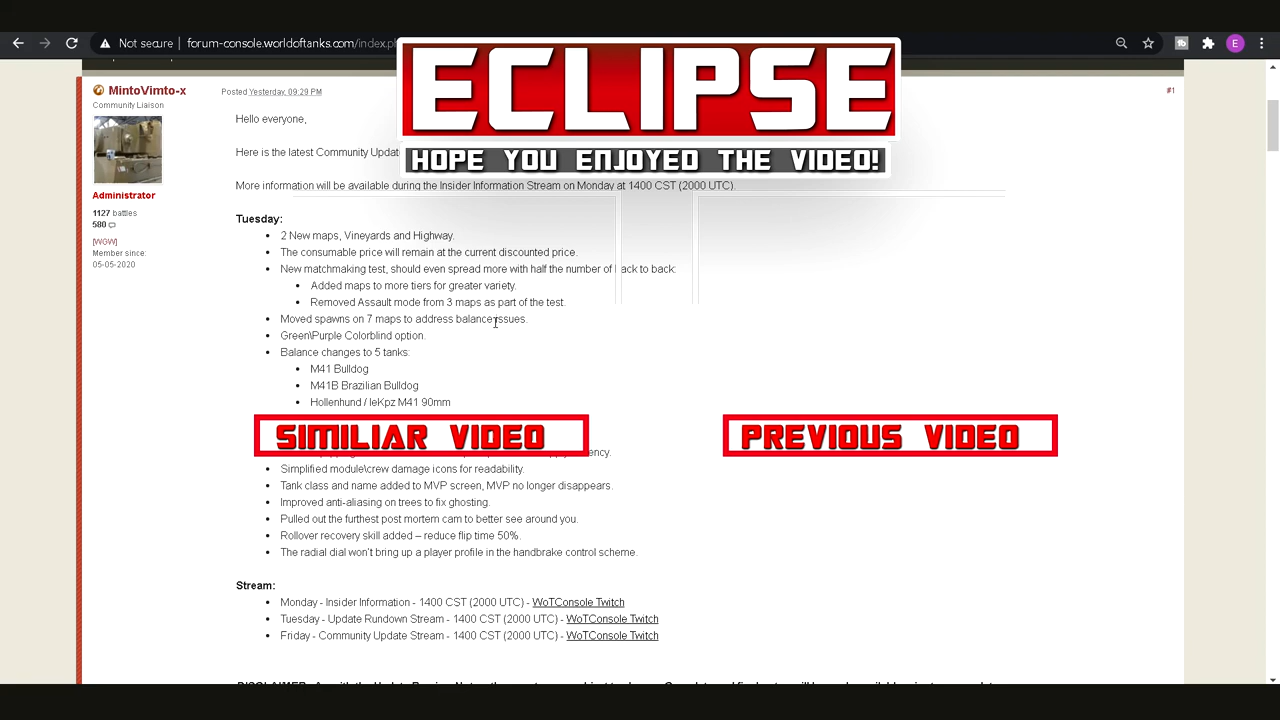 Not secure forum-console.worldoftanks.com/index.p
E
ECLIPSE
HOPE YOU ENJOYED THE VIDEO!
MintoVimto-x
Community Liaison
Administrator
1127 battles
580
[WGW]
Member since:
05-05-2020
Posted Yesterday, 09:29 PM
#1
Hello everyone,
Here is the latest Community Upda
More information will be available during the Insider Information Stream on Monday at 1400 CST (2000 UTC).
Tuesday:
2 New maps, Vineyards and Highway.
The consumable price will remain at the current discounted price.
New matchmaking test, should even spread more with half the number of back to back:
Added maps to more tiers for greater variety.
Removed Assault mode from 3 maps as part of the test.
Moved spawns on 7 maps to address balance issues.
Green\Purple Colorblind option.
Balance changes to 5 tanks:
M41 Bulldog
M41B Brazilian Bulldog
Hollenhund / leKpz M41 90mm
SIMILIAR VIDEO
PREVIOUS VIDEO
Simplified module\crew damage icons for readability.
Tank class and name added to MVP screen, MVP no longer disappears.
Improved anti-aliasing on trees to fix ghosting.
Pulled out the furthest post mortem cam to better see around you.
Rollover recovery skill added – reduce flip time 50%.
The radial dial won't bring up a player profile in the handbrake control scheme.
Stream:
Monday - Insider Information - 1400 CST (2000 UTC) - WoTConsole Twitch
Tuesday - Update Rundown Stream - 1400 CST (2000 UTC) - WoTConsole Twitch
Friday - Community Update Stream - 1400 CST (2000 UTC) - WoTConsole Twitch